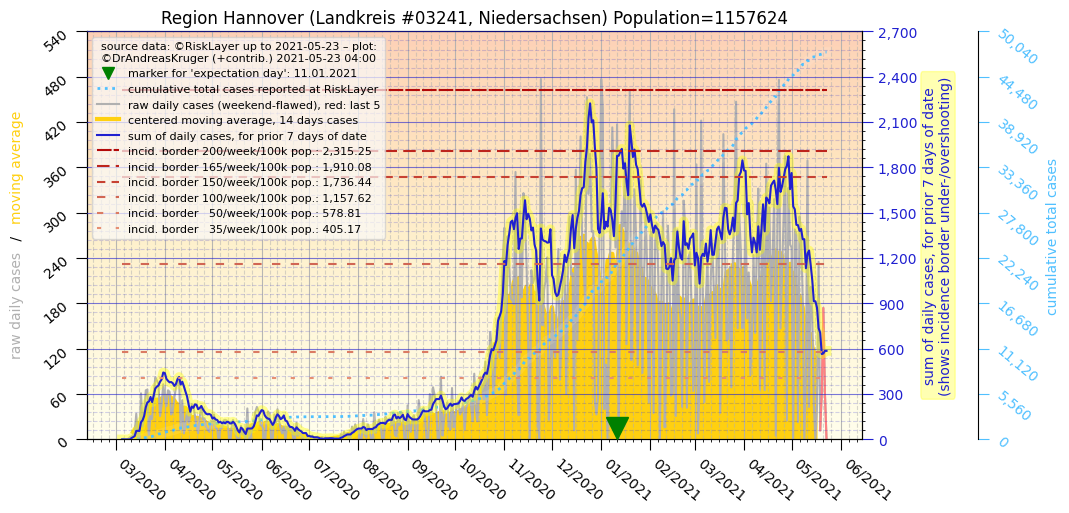 Region Hannover (Landkreis #03241, Niedersachsen) Population=1157624
source data: ©RiskLayer up to 2021-05-23 – plot:
©DrAndreasKruger (+contrib.) 2021-05-23 04:00
marker for 'expectation day': 11.01.2021
cumulative total cases reported at RiskLayer
raw daily cases (weekend-flawed), red: last 5
centered moving average, 14 days cases
sum of daily cases, for prior 7 days of date
incid. border 200/week/100k pop.: 2,315.25
incid. border 165/week/100k pop.: 1,910.08
incid. border 150/week/100k pop.: 1,736.44
incid. border 100/week/100k pop.: 1,157.62
incid. border   50/week/100k pop.: 578.81
incid. border   35/week/100k pop.: 405.17
raw daily cases / moving average
540
480
420
360
300
240
180
120
60
0
03/2020
04/2020
05/2020
06/2020
07/2020
08/2020
09/2020
10/2020
11/2020
12/2020
01/2021
02/2021
03/2021
04/2021
05/2021
06/2021
2,700
2,400
2,100
1,800
1,500
1,200
900
600
300
0
sum of daily cases, for prior 7 days of date
(shows incidence border under-/overshooting)
50,040
44,480
38,920
33,360
27,800
22,240
16,680
11,120
5,560
0
cumulative total cases